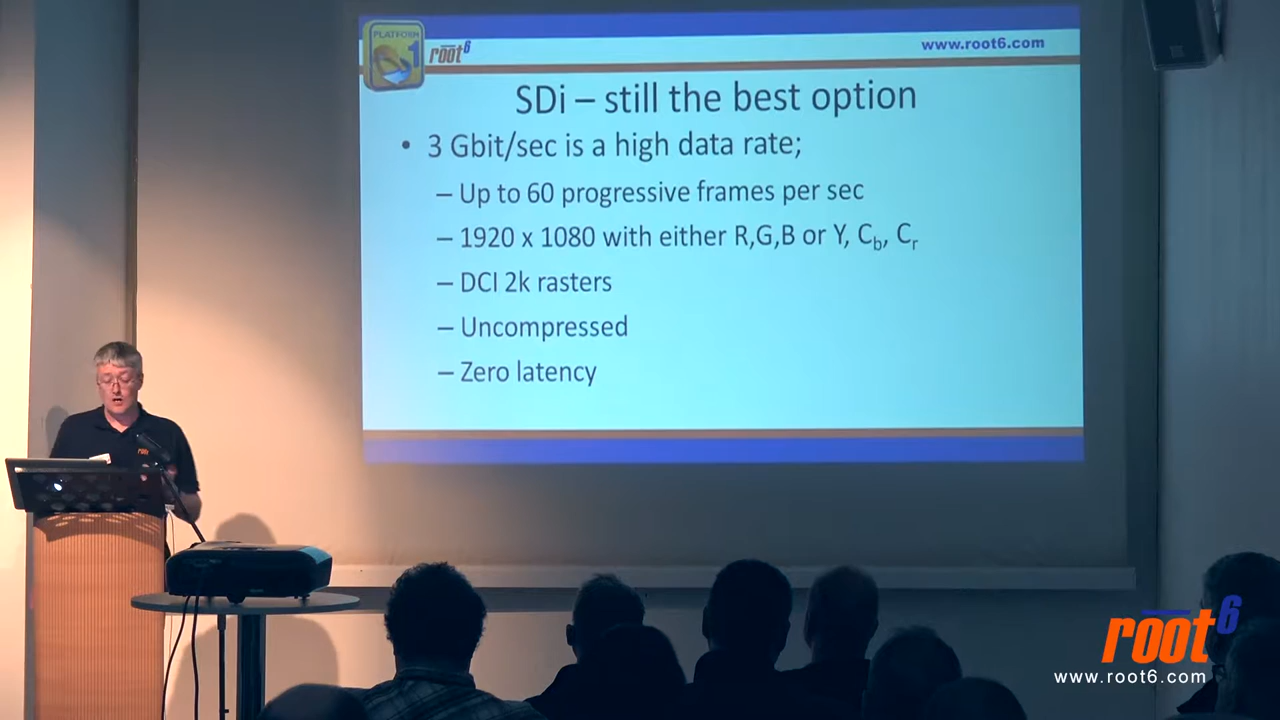 PLATFORM
1
root6
www.root6.com
SDi – still the best option
• 3 Gbit/sec is a high data rate;
– Up to 60 progressive frames per sec
– 1920 x 1080 with either R,G,B or Y, Cb, Cr
– DCI 2k rasters
– Uncompressed
– Zero latency
root
root6
www.root6.com